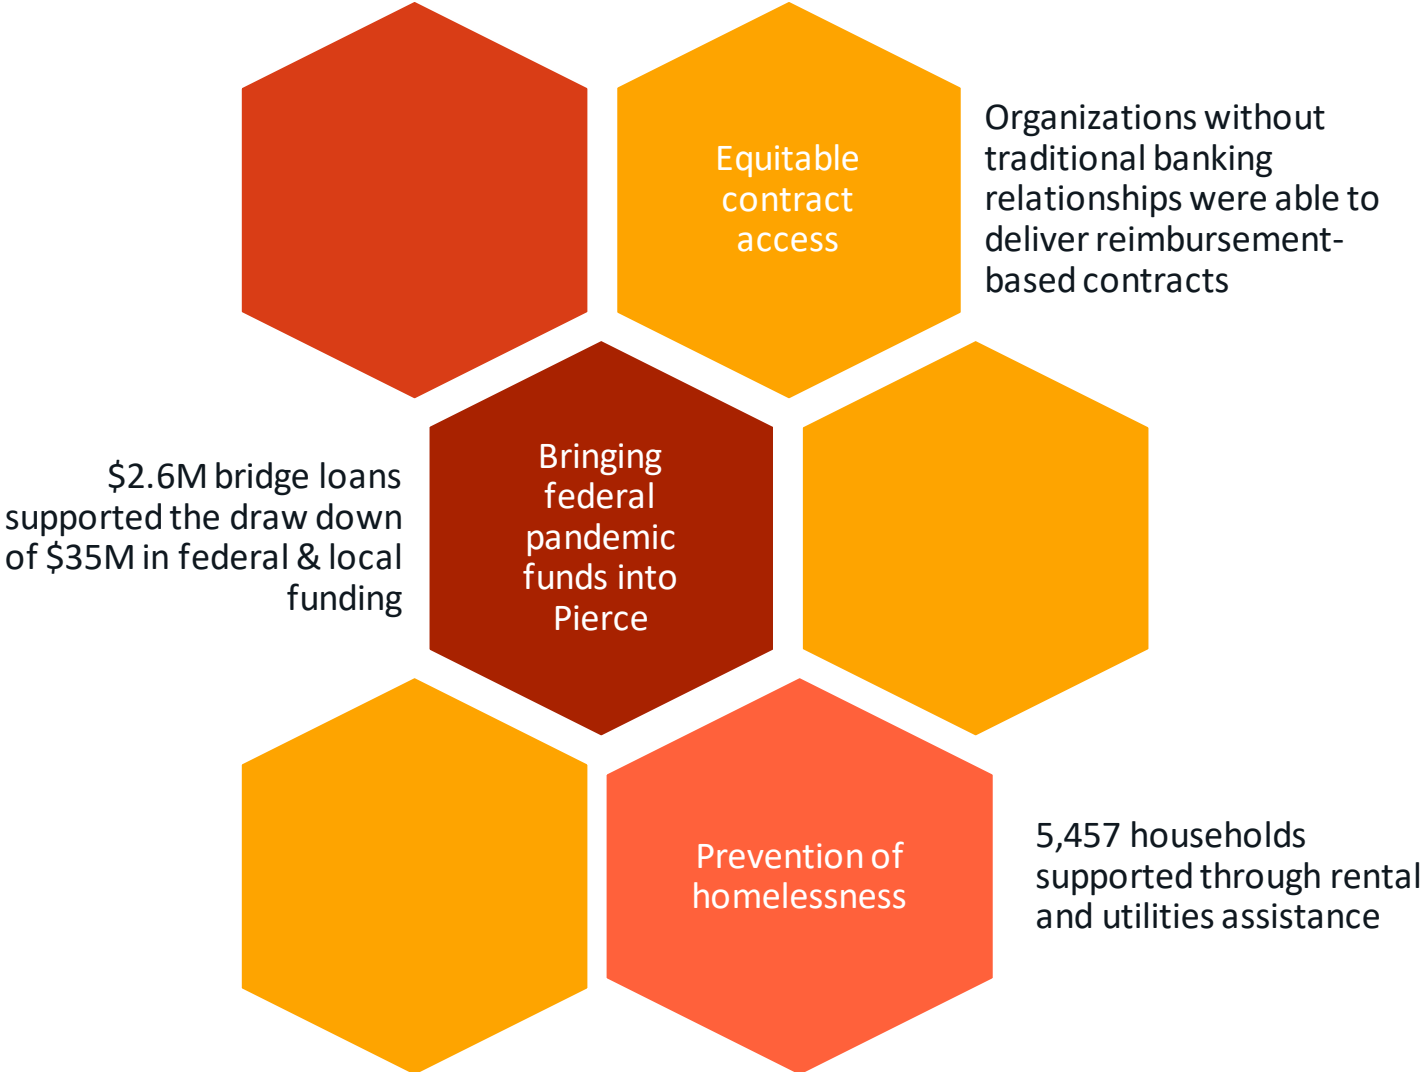 Equitable
contract
access
Organizations without
traditional banking
relationships were able to
deliver reimbursement-
based contracts
$2.6M bridge loans
supported the draw down
of $35M in federal & local
funding
Bringing
federal
pandemic
funds into
Pierce
Prevention of
homelessness
5,457 households
supported through rental
and utilities assistance